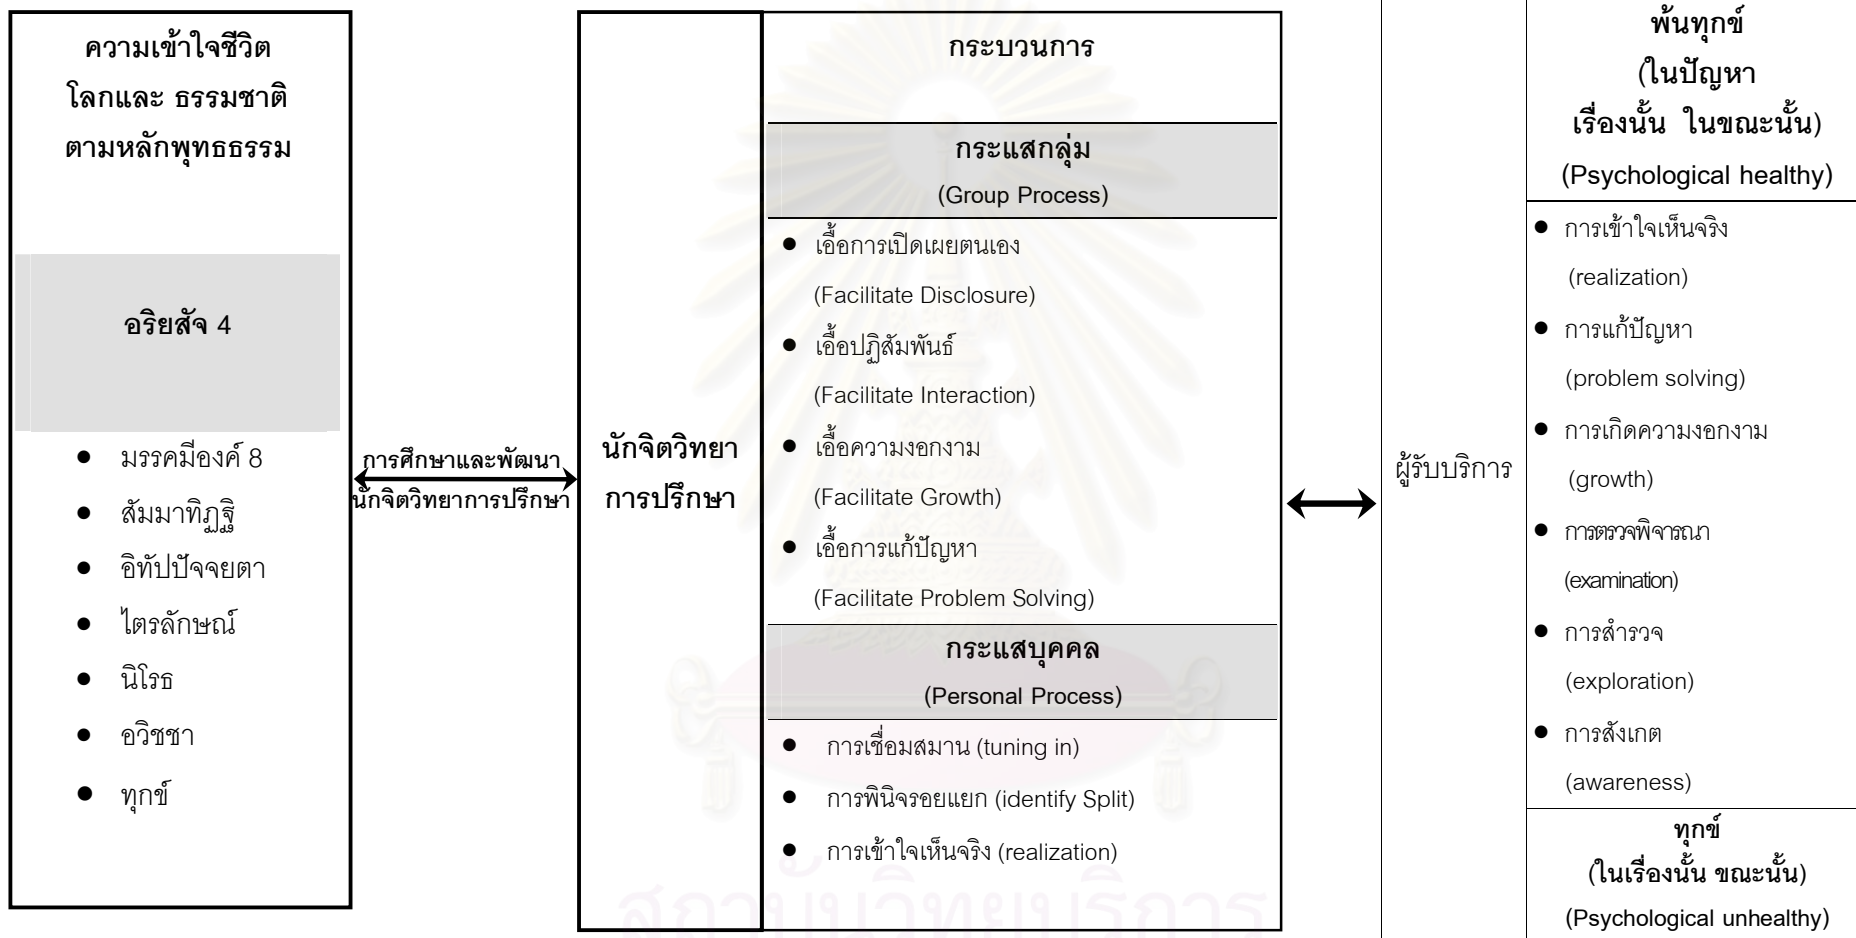 ความเข้าใจชีวิต
โลกและ ธรรมชาติ
ตามหลักพุทธธรรม
อริยสัจ 4
● มรรคมีองค์ 8
● สัมมาทิฏฐิ
● อิทัปปัจจยตา
● ไตรลักษณ์
● นิโรธ
● อวิชชา
● ทุกข์
การศึกษาและพัฒนา
นักจิตวิทยาการปรึกษา
นักจิตวิทยา
การปรึกษา
กระบวนการ
กระแสกลุ่ม
(Group Process)
● เอื้อการเปิดเผยตนเอง
(Facilitate Disclosure)
● เอื้อปฏิสัมพันธ์
(Facilitate Interaction)
● เอื้อความงอกงาม
(Facilitate Growth)
● เอื้อการแก้ปัญหา
(Facilitate Problem Solving)
กระแสบุคคล
(Personal Process)
● การเชื่อมสมาน (tuning in)
● การพินิจรอยแยก (identify Split)
● การเข้าใจเห็นจริง (realization)
ผู้รับบริการ
พ้นทุกข์
(ในปัญหา
เรื่องนั้น ในขณะนั้น)
(Psychological healthy)
● การเข้าใจเห็นจริง
(realization)
● การแก้ปัญหา
(problem solving)
● การเกิดความงอกงาม
(growth)
● การตรวจพิจารณา
(examination)
● การสำรวจ
(exploration)
● การสังเกต
(awareness)
ทุกข์
(ในเรื่องนั้น ขณะนั้น)
(Psychological unhealthy)
สถาบันวิทยบริการ